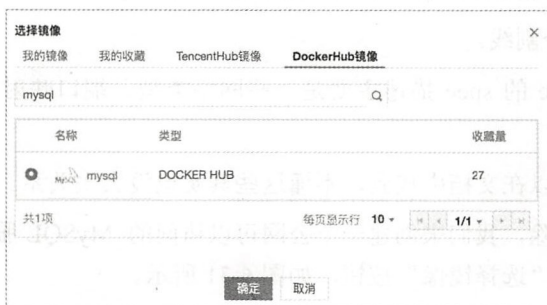 选择镜像
我的镜像 我的收藏 TencentHub镜像 DockerHub镜像
mysql
名称 类型 收藏量
MySQL mysql DOCKER HUB 27
共1项 每页显示行 10 1/1
确定 取消